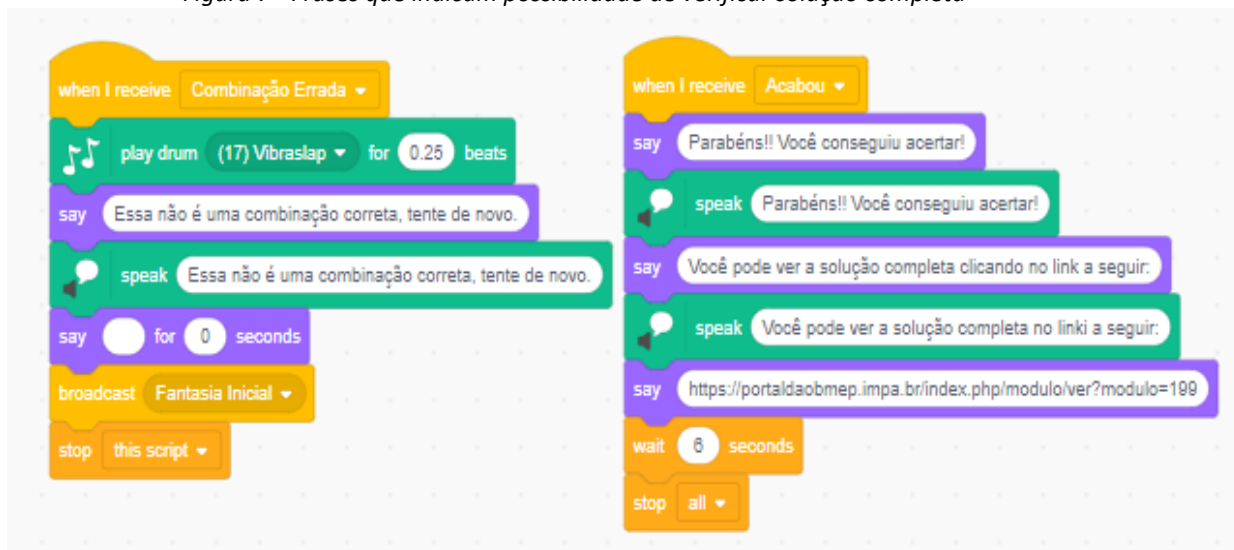 when I receive Combinação Errada
play drum (17) Vibraslap for 0.25 beats
say Essa não é uma combinação correta, tente de novo.
speak Essa não é uma combinação correta, tente de novo.
say for 0 seconds
broadcast Fantasia Inicial
stop this script
when I receive Acabou
say Parabéns!! Você conseguiu acertar!
speak Parabéns!! Você conseguiu acertar!
say Você pode ver a solução completa clicando no link a seguir:
speak Você pode ver a solução completa no linki a seguir:
say https://portaldaobmep.impa.br/index.php/modulo/ver?modulo=199
wait 6 seconds
stop all